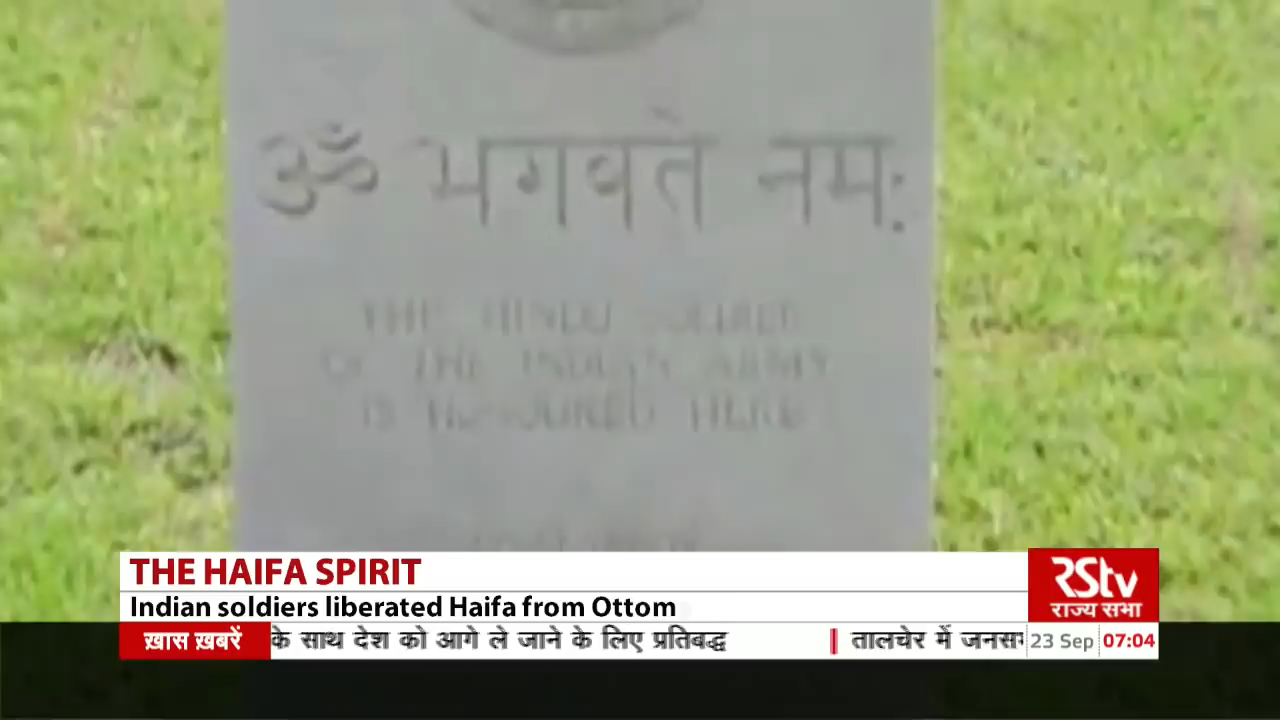 ॐ भगवते नमः
THE HINDU SOLDIER
OF THE INDIAN ARMY
IS HONOURED HERE
THE HAIFA SPIRIT
Indian soldiers liberated Haifa from Ottom
RStv
राज्य सभा
ख़ास ख़बरें
के साथ देश को आगे ले जाने के लिए प्रतिबद्ध
तालचेर में जनस
23 Sep
07:04